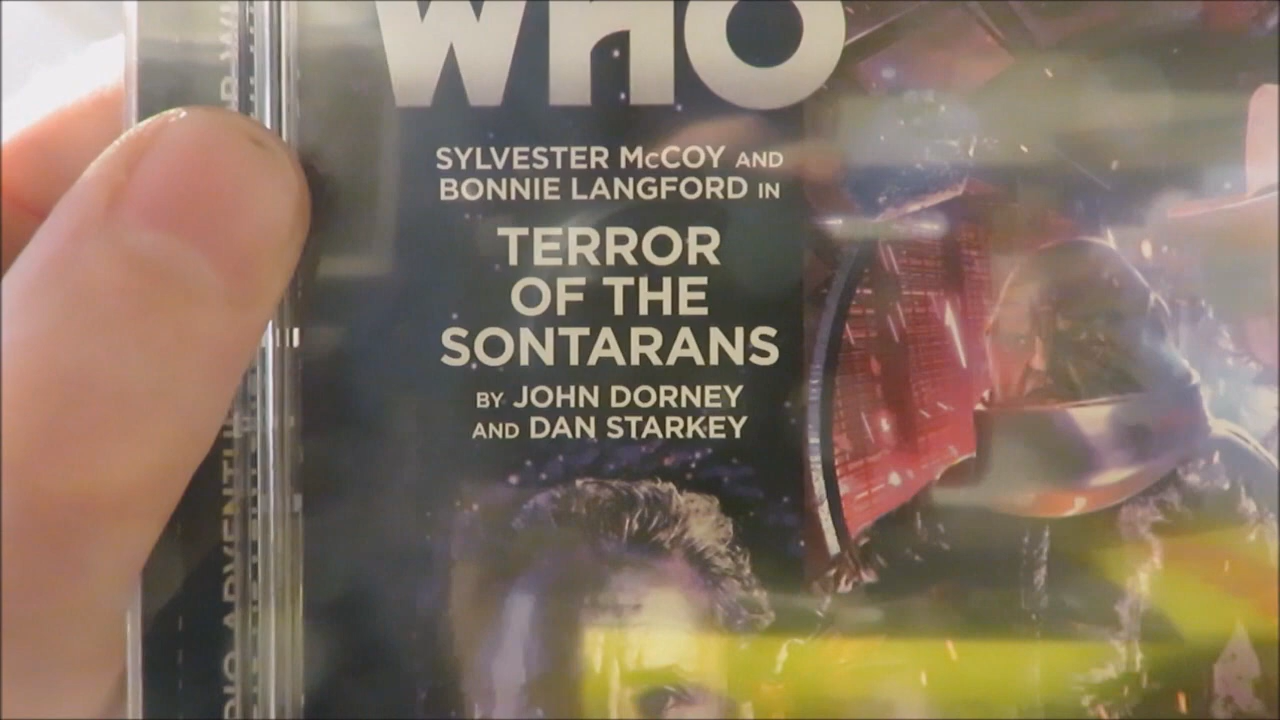 WHO
SYLVESTER McCOY AND
BONNIE LANGFORD IN
TERROR
OF THE
SONTARANS
BY JOHN DORNEY
AND DAN STARKEY